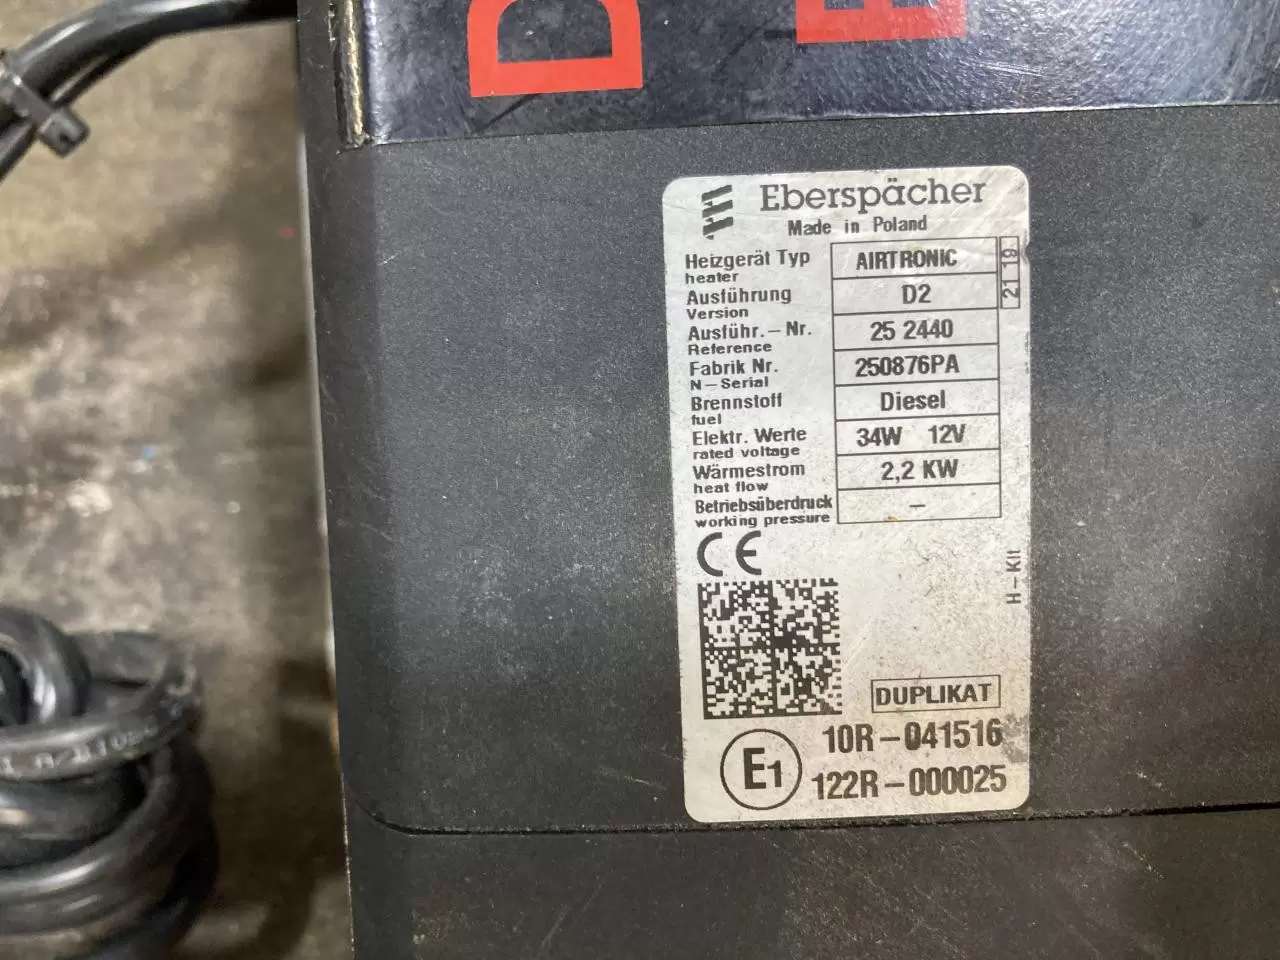 D E
Eberspächer
Made in Poland
Heizgerät Typ AIRTRONIC
heater
21 19
Ausführung D2
Version
Ausführ.-Nr. 25 2440
Reference
Fabrik Nr. 250876PA
N-Serial
Brennstoff Diesel
fuel
Elektr. Werte 34W 12V
rated voltage
Wärmestrom 2,2 KW
heat flow
Betriebsüberdruck –
working pressure
CE
H-Kit
DUPLIKAT
E1
10R-041516
122R-000025